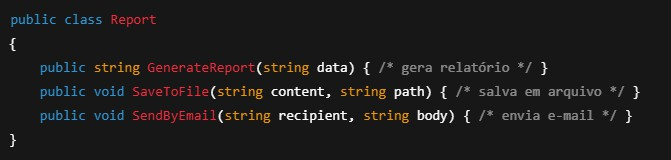 public class Report
{
public string GenerateReport(string data) { /* gera relatório */ }
public void SaveToFile(string content, string path) { /* salva em arquivo */ }
public void SendByEmail(string recipient, string body) { /* envia e-mail */ }
}